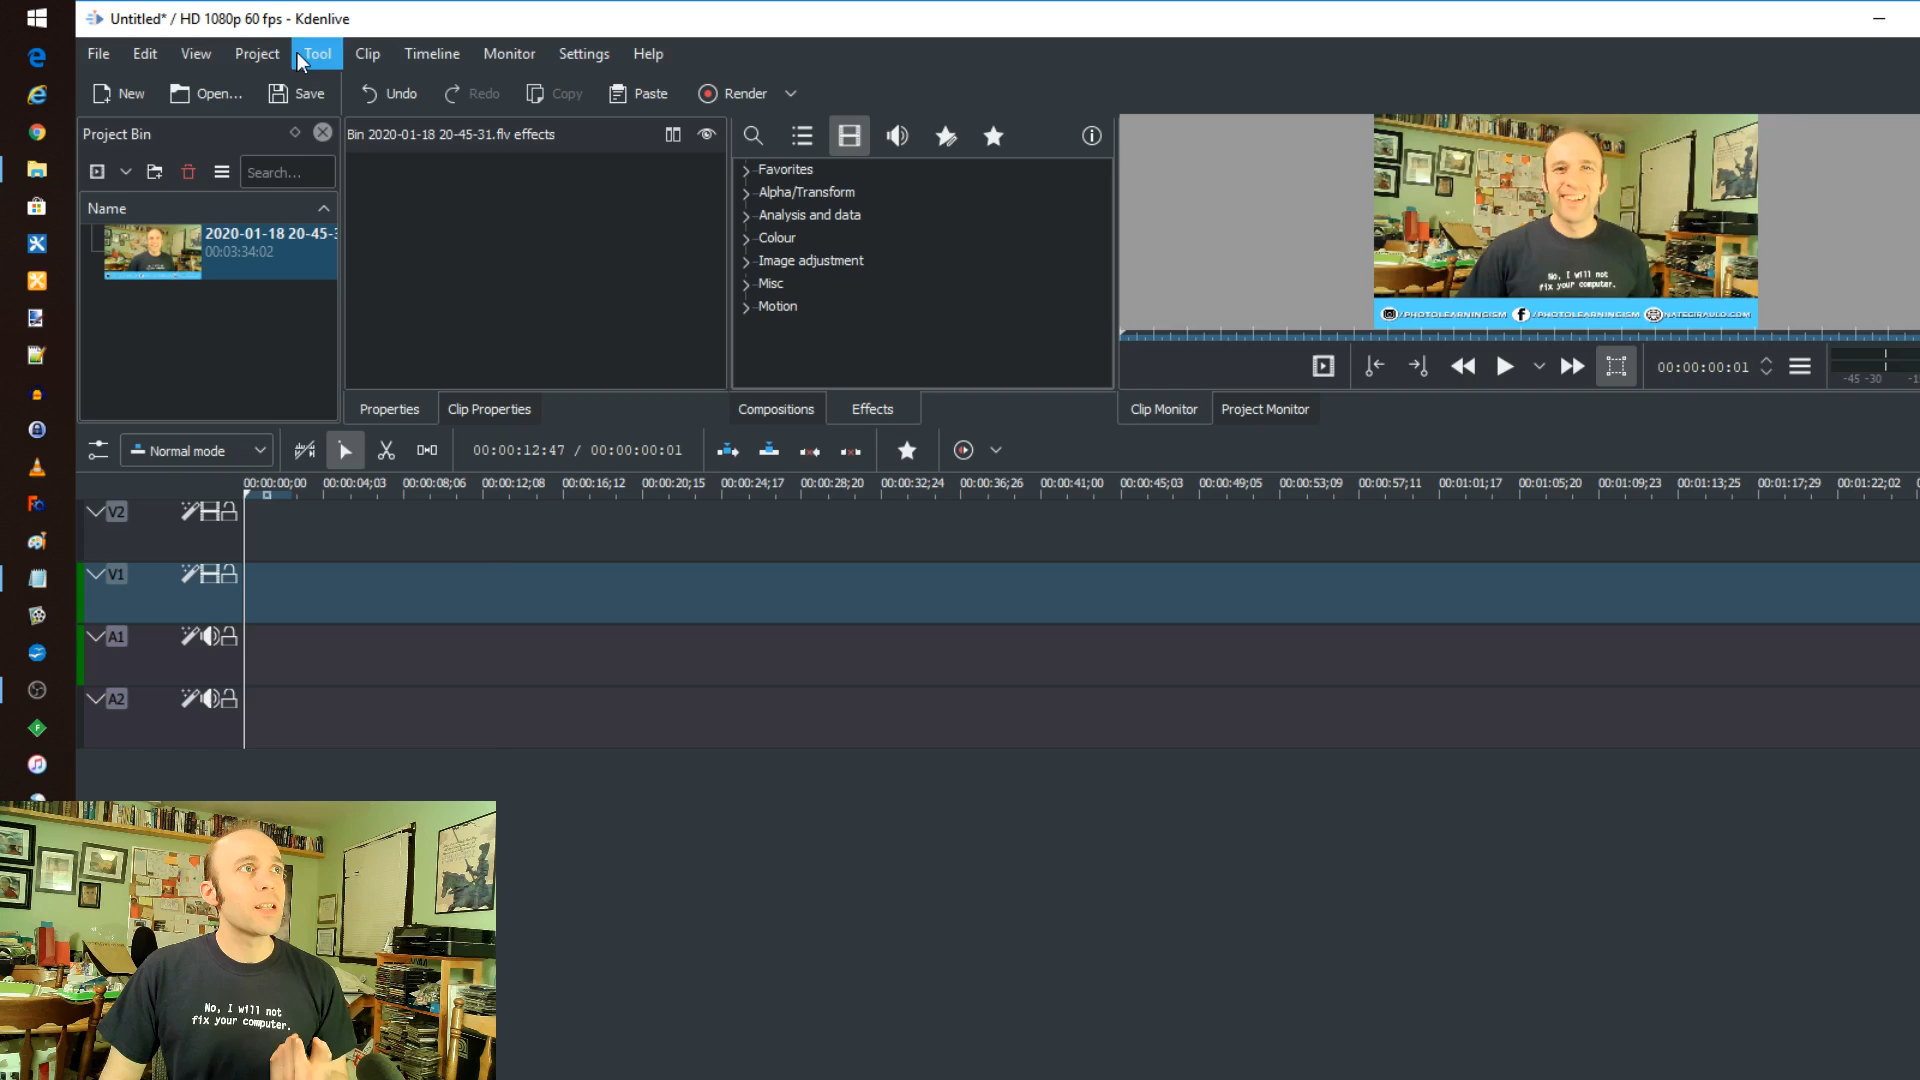 Untitled* / HD 1080p 60 fps - Kdenlive
File Edit View Project Tool Clip Timeline Monitor Settings Help
New Open... Save Undo Redo Copy Paste Render
Project Bin
Bin 2020-01-18 20-45-31.flv effects
Search...
Name
2020-01-18 20-45-3
00:03:34:02
Favorites
Alpha/Transform
Analysis and data
Colour
Image adjustment
Misc
Motion
No, I will not
fix your computer.
/PHOTOLEARNINGISM /PHOTOLEARNINGISM NATEGIRAULD.COM
00:00:00:01
-45 -30 -1
Properties Clip Properties Compositions Effects Clip Monitor Project Monitor
Normal mode 00:00:12:47 / 00:00:00:01
00:00:00;00 00:00:04;03 00:00:08;06 00:00:12;08 00:00:16;12 00:00:20;15 00:00:24;17 00:00:28;20 00:00:32;24 00:00:36;26 00:00:41;00 00:00:45;03 00:00:49;05 00:00:53;09 00:00:57;11 00:01:01;17 00:01:05;20 00:01:09;23 00:01:13;25 00:01:17;29 00:01:22;02
V2
V1
A1
A2
No, I will not
fix your computer.